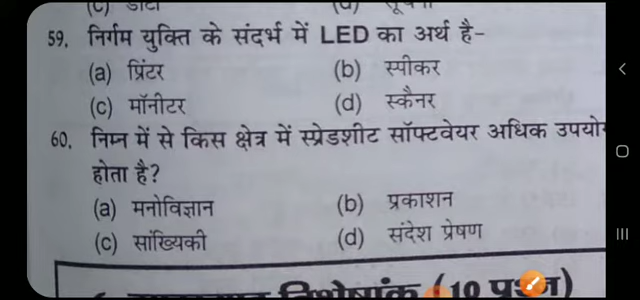 (c) डाटा
59. निर्गम युक्ति के संदर्भ में LED का अर्थ है-
(a) प्रिंटर (b) स्पीकर
(c) मॉनीटर (d) स्कैनर
60. निम्न में से किस क्षेत्र में स्प्रेडशीट सॉफ्टवेयर अधिक उपयो
होता है?
(a) मनोविज्ञान (b) प्रकाशन
(c) सांख्यिकी (d) संदेश प्रेषण
(10 प्रश्न)